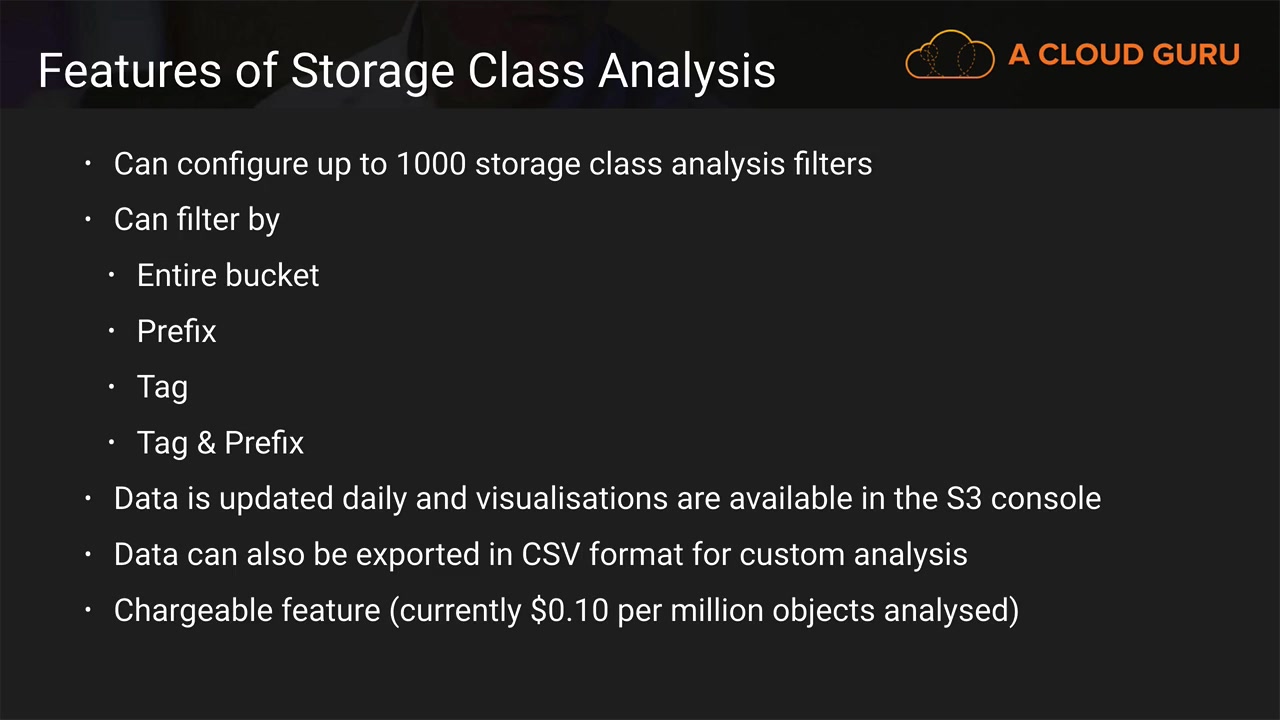 Features of Storage Class Analysis
A CLOUD GURU
• Can configure up to 1000 storage class analysis filters
• Can filter by
• Entire bucket
• Prefix
• Tag
• Tag & Prefix
• Data is updated daily and visualisations are available in the S3 console
• Data can also be exported in CSV format for custom analysis
• Chargeable feature (currently $0.10 per million objects analysed)